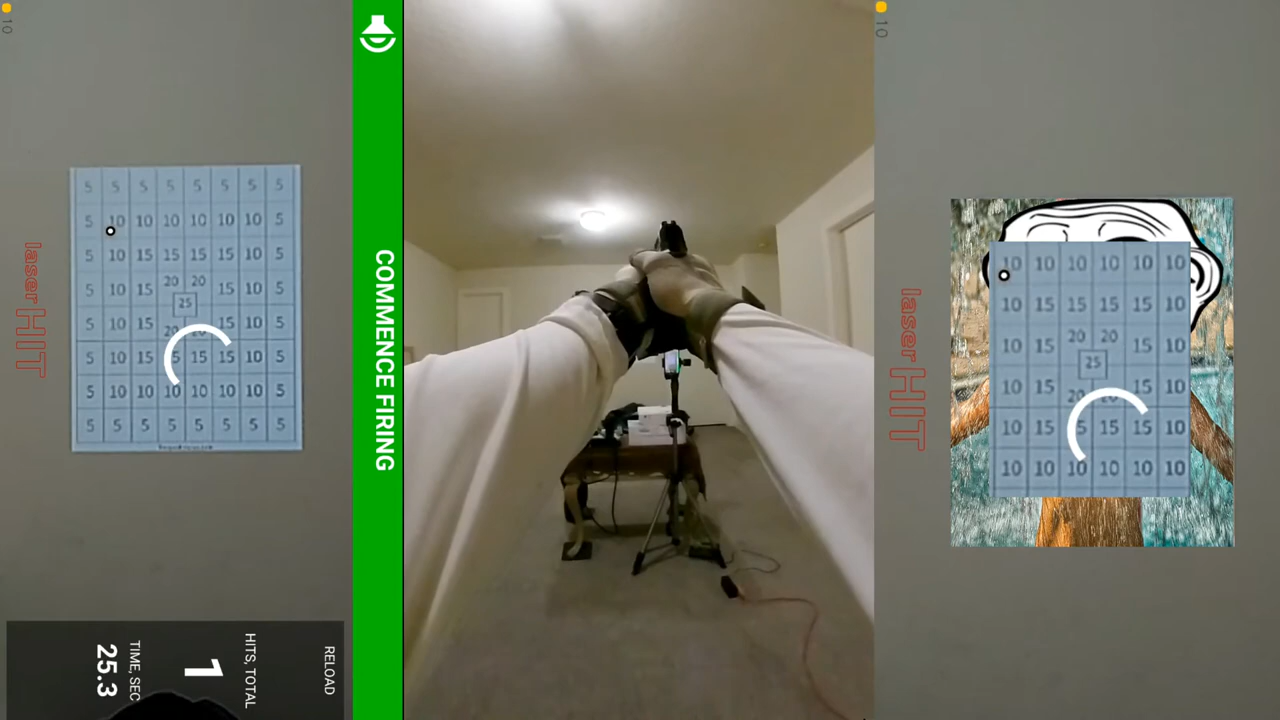 10
5 5 5 5 5 5 5 5
5 10 10 10 10 10 10 5
5 10 15 15 15 15 10 5
20 20
5 10 15 15 10 5
25
5 10 15 15 10 5
20
5 10 15 5 15 15 10 5
5 10 10 10 10 10 10 5
5 5 5 5 5 5 5 5
laserHIT
TIME, SEC
25.3
HITS, TOTAL
1
RELOAD
COMMENCE FIRING
10
10 10 10 10 10 10
10 15 15 15 15 10
20 20
10 15 15 10
25
10 15 15 10
20
10 15 5 15 15 10
10 10 10 10 10 10
laserHIT